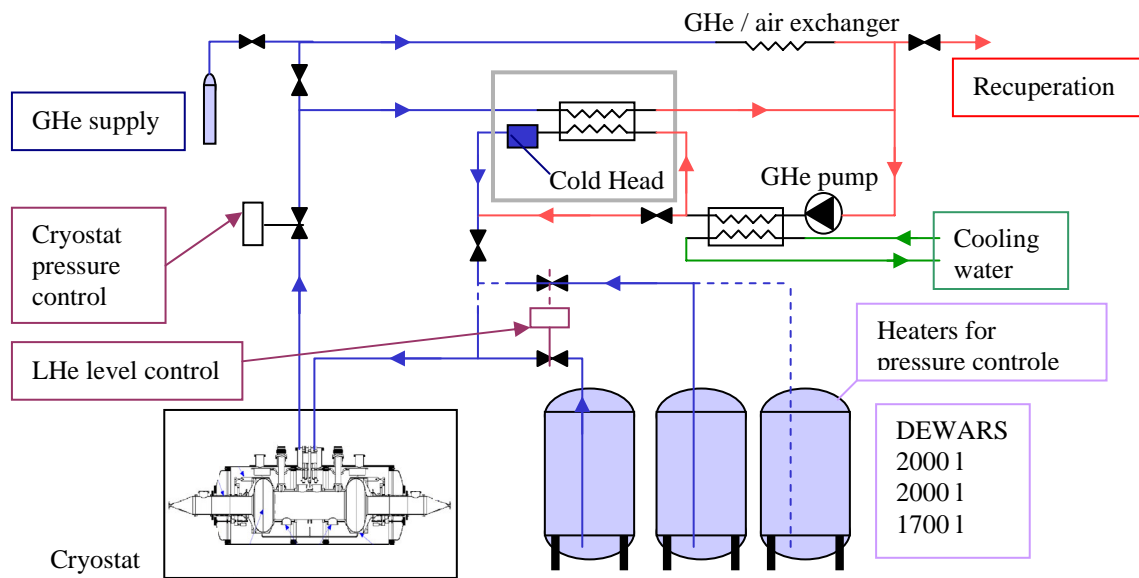 GHe / air exchanger
Recuperation
GHe supply
Cold Head
GHe pump
Cryostat
pressure
control
Cooling
water
LHe level control
Heaters for
pressure controle
DEWARS
2000 l
2000 l
1700 l
Cryostat